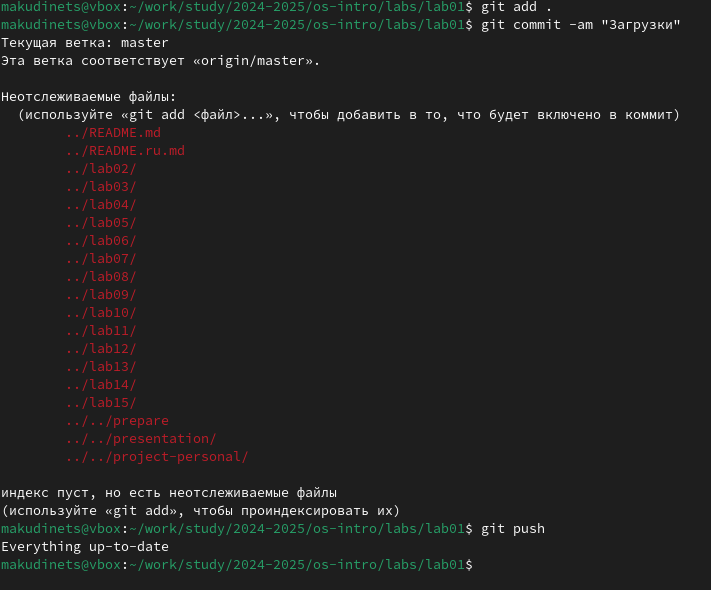 makudinets@vbox:~/work/study/2024-2025/os-intro/labs/lab01$ git add .
makudinets@vbox:~/work/study/2024-2025/os-intro/labs/lab01$ git commit -am "Загрузки"
Текущая ветка: master
Эта ветка соответствует «origin/master».

Неотслеживаемые файлы:
  (используйте «git add <файл>...», чтобы добавить в то, что будет включено в коммит)
        ../README.md
        ../README.ru.md
        ../lab02/
        ../lab03/
        ../lab04/
        ../lab05/
        ../lab06/
        ../lab07/
        ../lab08/
        ../lab09/
        ../lab10/
        ../lab11/
        ../lab12/
        ../lab13/
        ../lab14/
        ../lab15/
        ../../prepare
        ../../presentation/
        ../../project-personal/

индекс пуст, но есть неотслеживаемые файлы
(используйте «git add», чтобы проиндексировать их)
makudinets@vbox:~/work/study/2024-2025/os-intro/labs/lab01$ git push
Everything up-to-date
makudinets@vbox:~/work/study/2024-2025/os-intro/labs/lab01$